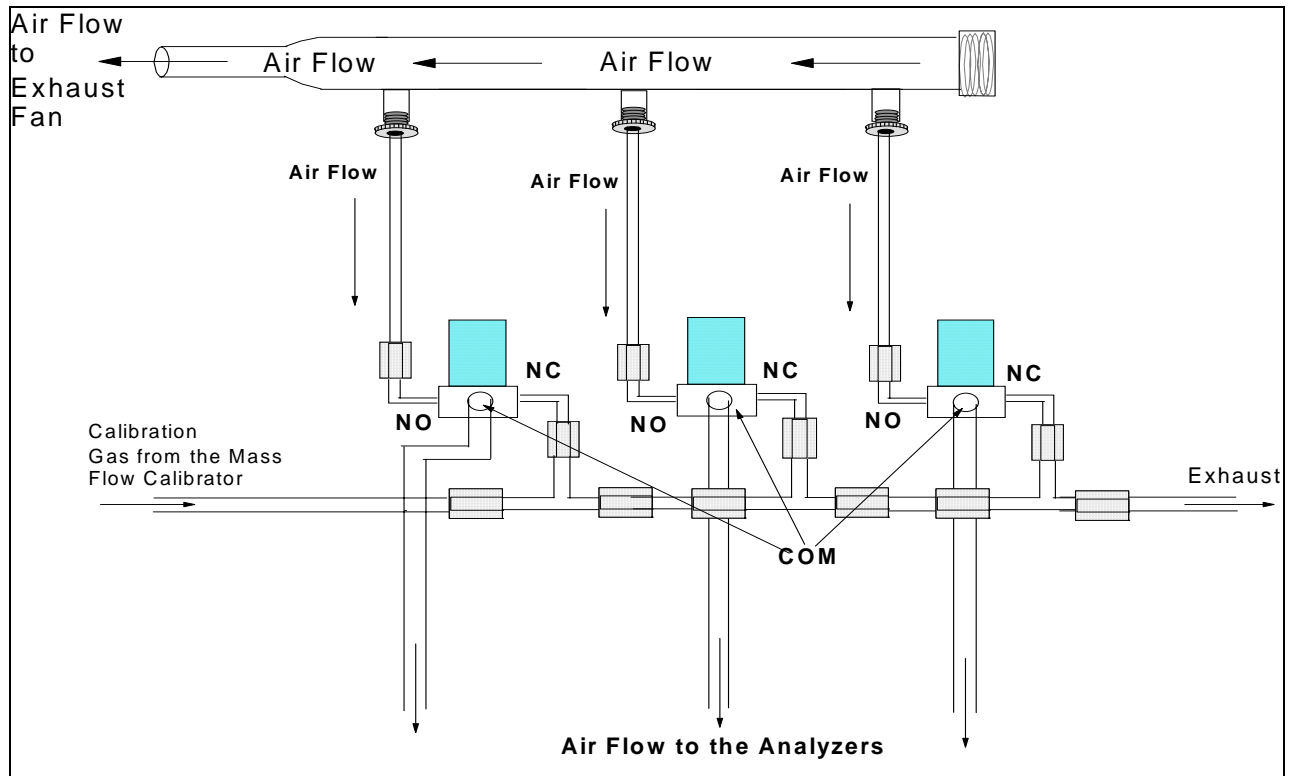 Air Flow
to
Exhaust
Fan
Air Flow
Air Flow
Air Flow
Air Flow
Air Flow
NC
NC
NC
NO
NO
NO
Calibration
Gas from the Mass
Flow Calibrator
Exhaust
COM
Air Flow to the Analyzers